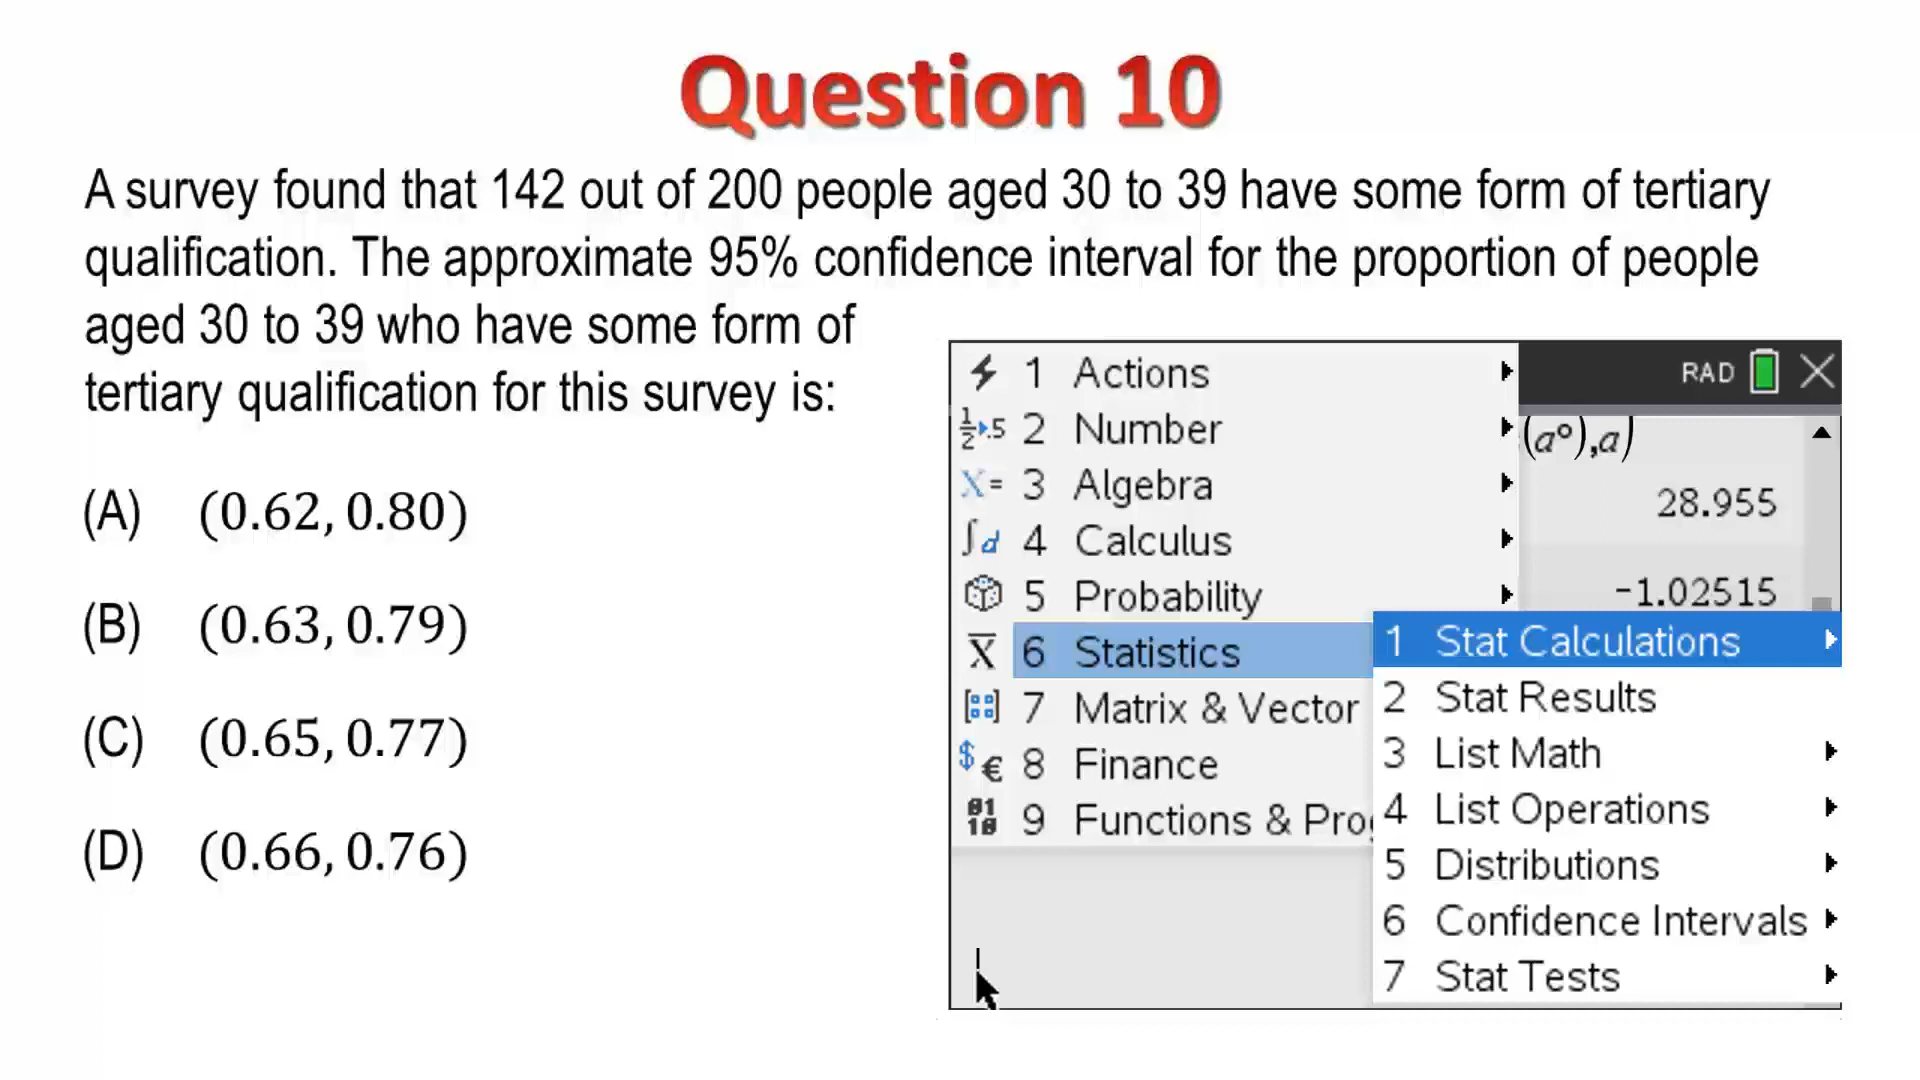 Question 10
A survey found that 142 out of 200 people aged 30 to 39 have some form of tertiary
qualification. The approximate 95% confidence interval for the proportion of people
aged 30 to 39 who have some form of
tertiary qualification for this survey is:
(A) (0.62, 0.80)
(B) (0.63, 0.79)
(C) (0.65, 0.77)
(D) (0.66, 0.76)
1 Actions
1/2▸.5 2 Number
X= 3 Algebra
∫d 4 Calculus
5 Probability
X̅ 6 Statistics
7 Matrix & Vector
$€ 8 Finance
01
10 9 Functions & Pro
RAD
(a°),a)
28.955
-1.02515
1 Stat Calculations
2 Stat Results
3 List Math
4 List Operations
5 Distributions
6 Confidence Intervals
7 Stat Tests